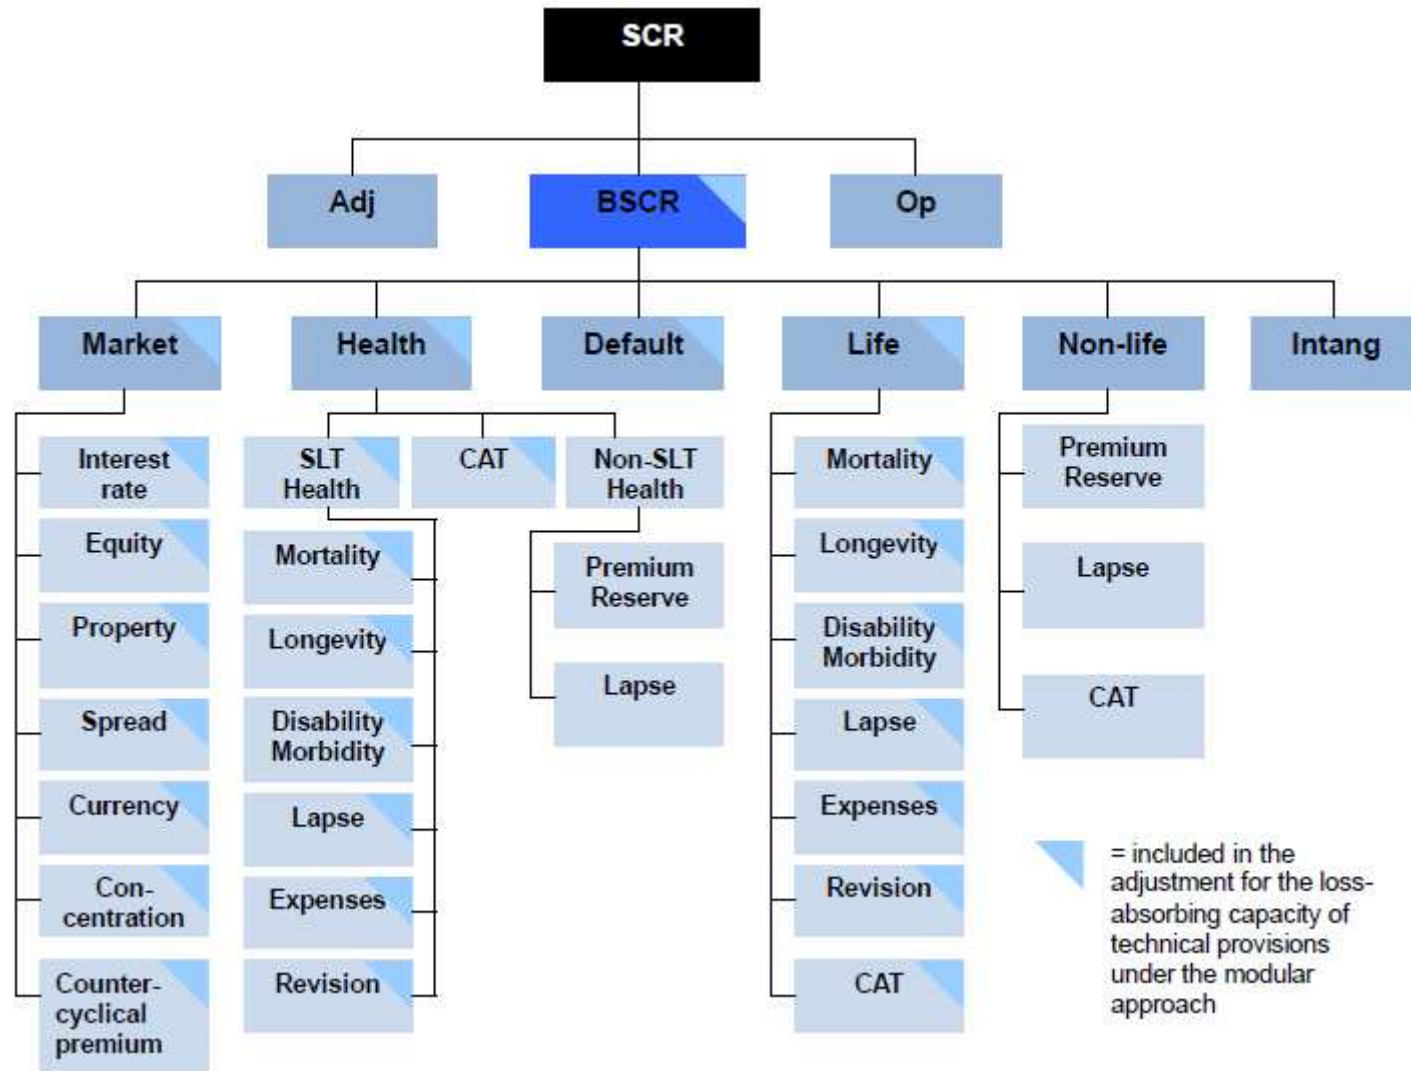 SCR
Adj
BSCR
Op
Market
Health
Default
Life
Non-life
Intang
Interest
rate
Equity
Property
Spread
Currency
Con-
centration
Counter-
cyclical
premium
SLT
Health
CAT
Non-SLT
Health
Mortality
Longevity
Disability
Morbidity
Lapse
Expenses
Revision
Premium
Reserve
Lapse
Mortality
Longevity
Disability
Morbidity
Lapse
Expenses
Revision
CAT
Premium
Reserve
Lapse
CAT
= included in the
adjustment for the loss-
absorbing capacity of
technical provisions
under the modular
approach